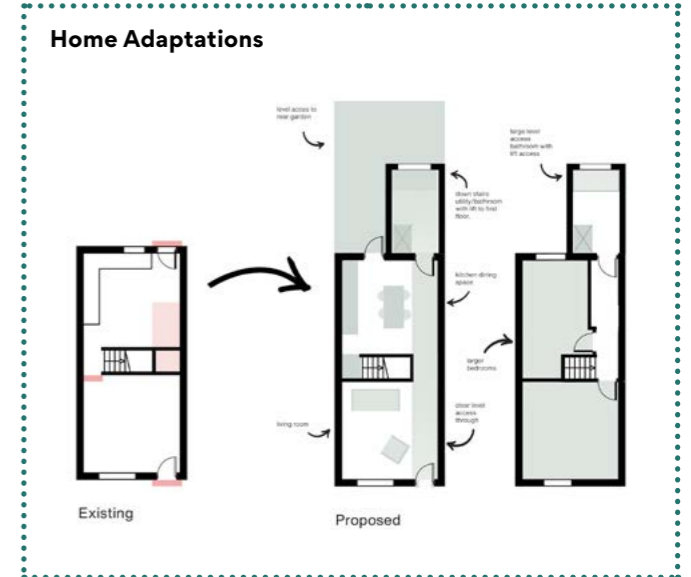 Home Adaptations
level access to
rear garden
large level
access
bathroom with
lift access
down stairs
utility/bathroom
with lift to first
floor.
kitchen dining
space
larger
bedrooms
living room
level
access
through
Existing
Proposed